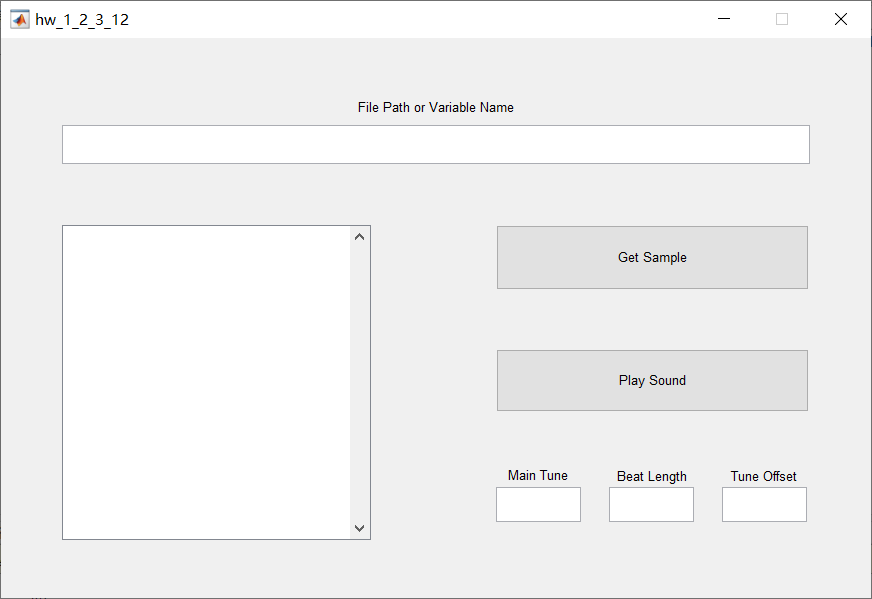 hw_1_2_3_12
File Path or Variable Name
Get Sample
Play Sound
Main Tune
Beat Length
Tune Offset